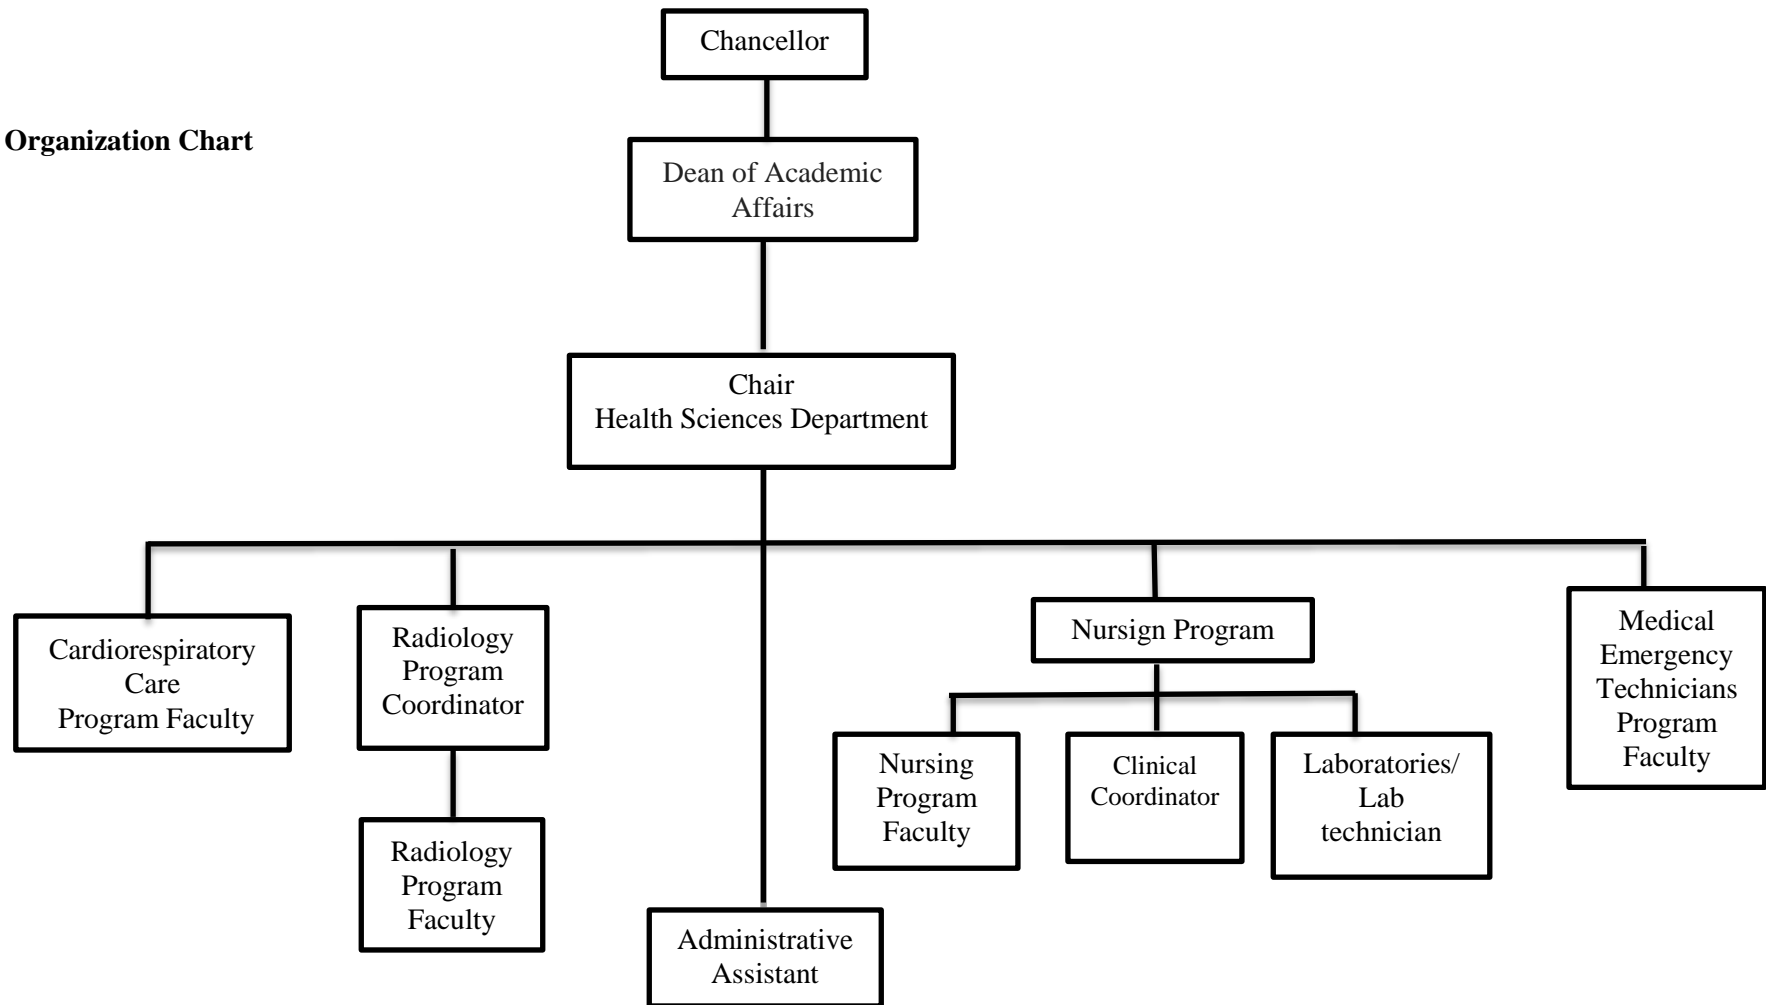 Chancellor
Organization Chart
Dean of Academic
Affairs
Chair
Health Sciences Department
Cardiorespiratory
Care
Program Faculty
Radiology
Program
Coordinator
Radiology
Program
Faculty
Administrative
Assistant
Nursign Program
Nursing
Program
Faculty
Clinical
Coordinator
Laboratories/
Lab
technician
Medical
Emergency
Technicians
Program
Faculty